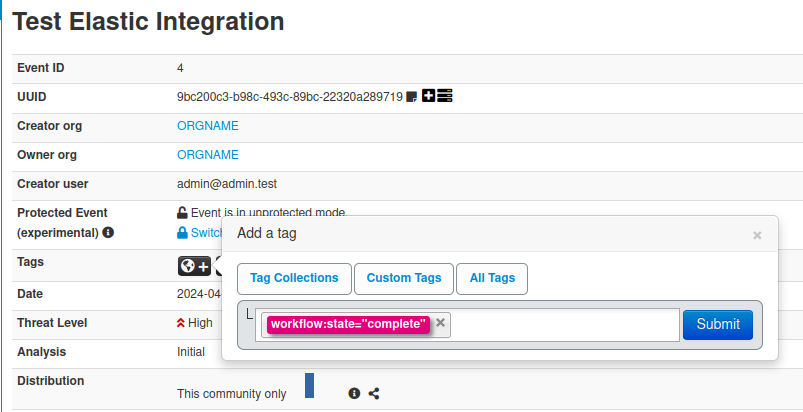 Test Elastic Integration
Event ID 4
UUID 9bc200c3-b98c-493c-89bc-22320a289719
Creator org ORGNAME
Owner org ORGNAME
Creator user admin@admin.test
Protected Event Event is in unprotected mode.
(experimental) Switch
Add a tag
Tags
Tag Collections Custom Tags All Tags
Date 2024-04
Threat Level High
workflow:state="complete" Submit
Analysis Initial
Distribution This community only